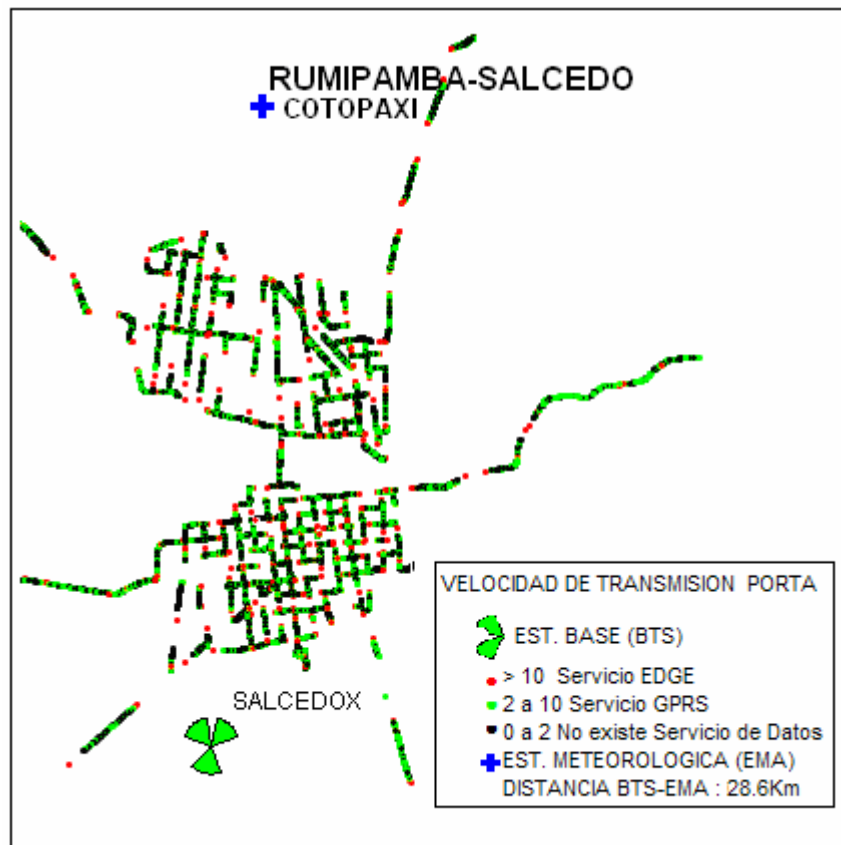 RUMIPAMBA-SALCEDO
COTOPAXI
SALCEDOX
VELOCIDAD DE TRANSMISION PORTA
EST. BASE (BTS)
> 10 Servicio EDGE
2 a 10 Servicio GPRS
0 a 2 No existe Servicio de Datos
EST. METEOROLOGICA (EMA)
DISTANCIA BTS-EMA : 28.6Km